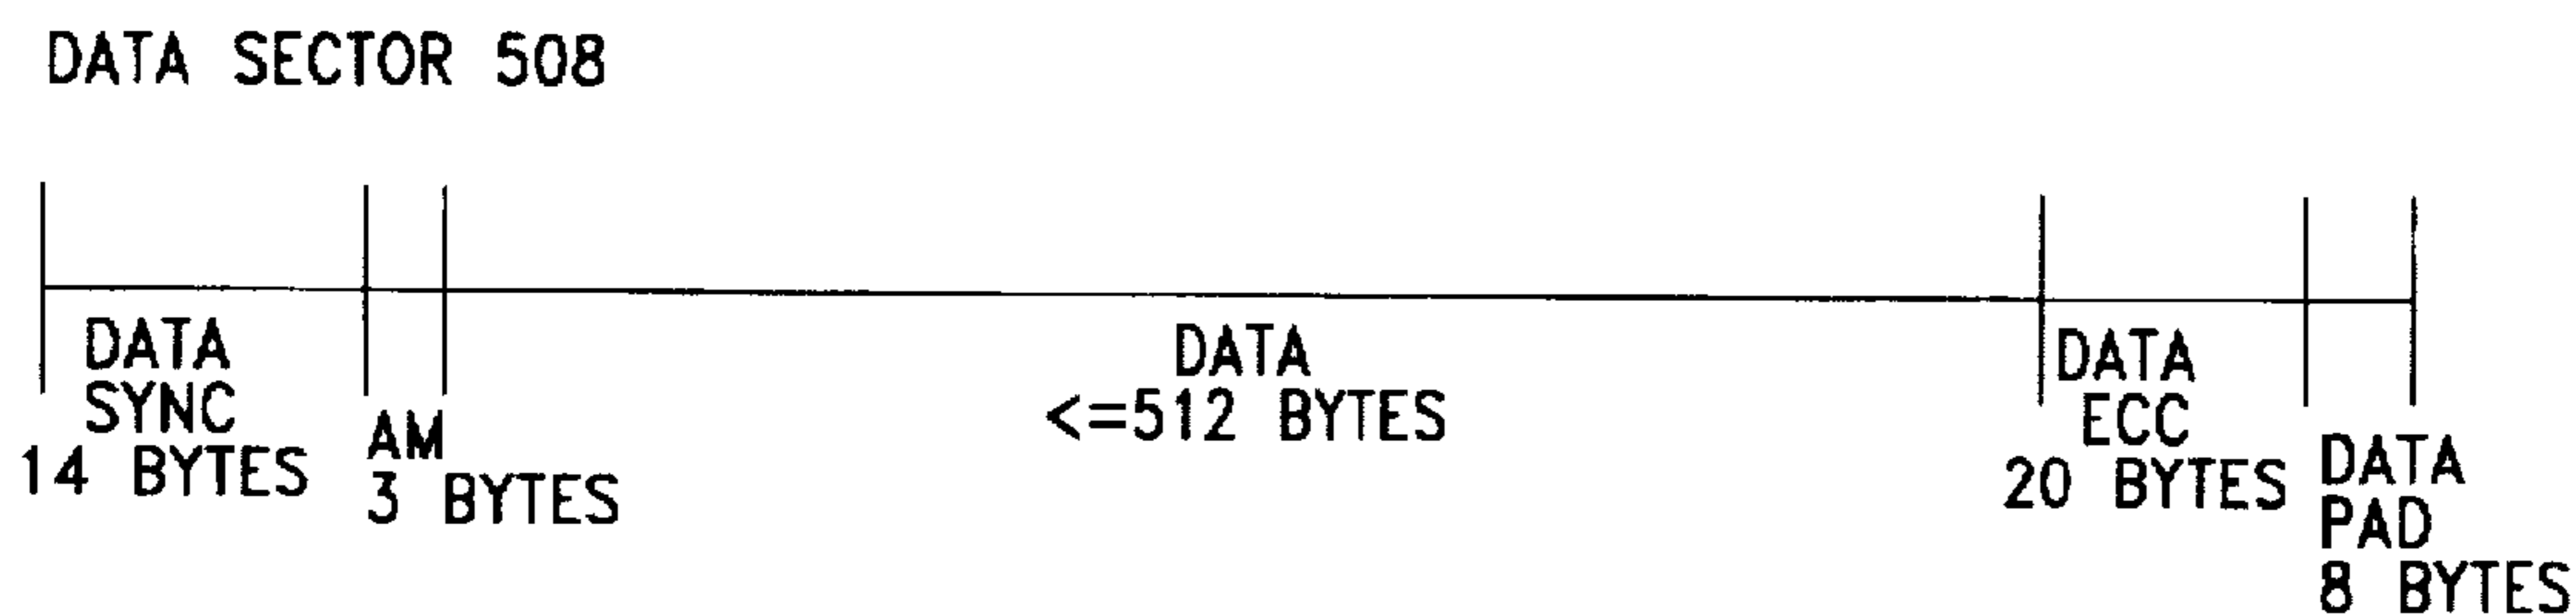 DATA SECTOR 508
DATA
SYNC
14 BYTES
AM
3 BYTES
DATA
<=512 BYTES
DATA
ECC
20 BYTES
DATA
PAD
8 BYTES